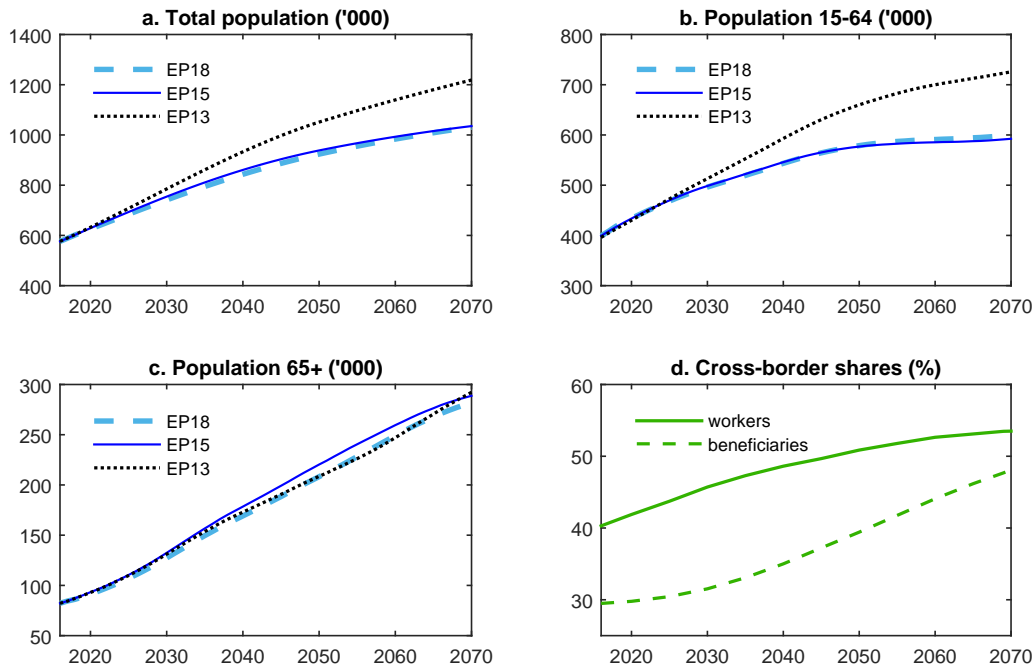 a. Total population ('000)
1400
1200
1000
800
600
400
EP18
EP15
EP13
2020 2030 2040 2050 2060 2070
b. Population 15-64 ('000)
800
700
600
500
400
300
EP18
EP15
EP13
2020 2030 2040 2050 2060 2070
c. Population 65+ ('000)
300
250
200
150
100
50
EP18
EP15
EP13
2020 2030 2040 2050 2060 2070
d. Cross-border shares (%)
60
50
40
30
workers
beneficiaries
2020 2030 2040 2050 2060 2070